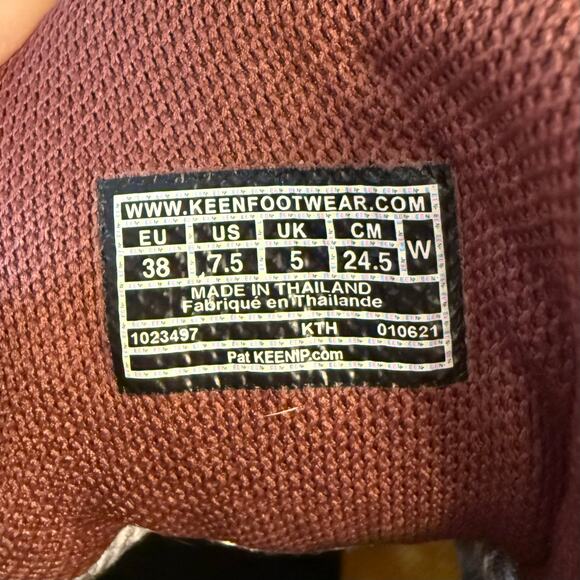 WWW.KEENFOOTWEAR.COM
EU US UK CM W
38 7.5 5 24.5
MADE IN THAILAND
Fabriqué en Thaïlande
1023497 KTH 010621
Pat KEENIP.com